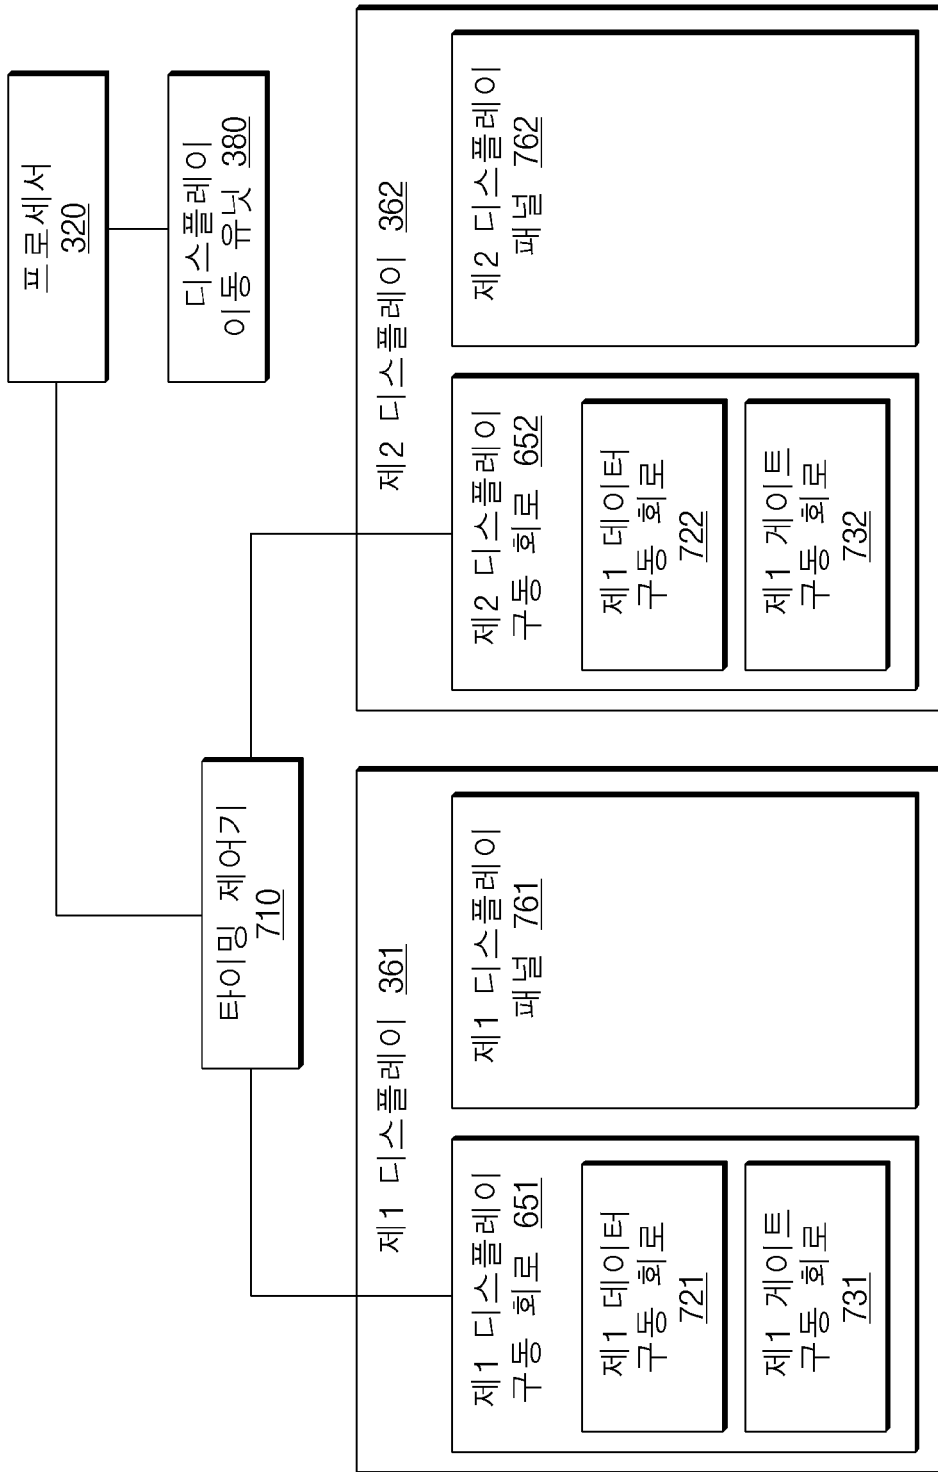 프로세서
320
디스플레이
이동 유닛 380
타이밍 제어기
710
제1 디스플레이 361
제1 디스플레이
구동 회로 651
제1 데이터
구동 회로
721
제1 게이트
구동 회로
731
제1 디스플레이
패널 761
제2 디스플레이 362
제2 디스플레이
구동 회로 652
제1 데이터
구동 회로
722
제1 게이트
구동 회로
732
제2 디스플레이
패널 762